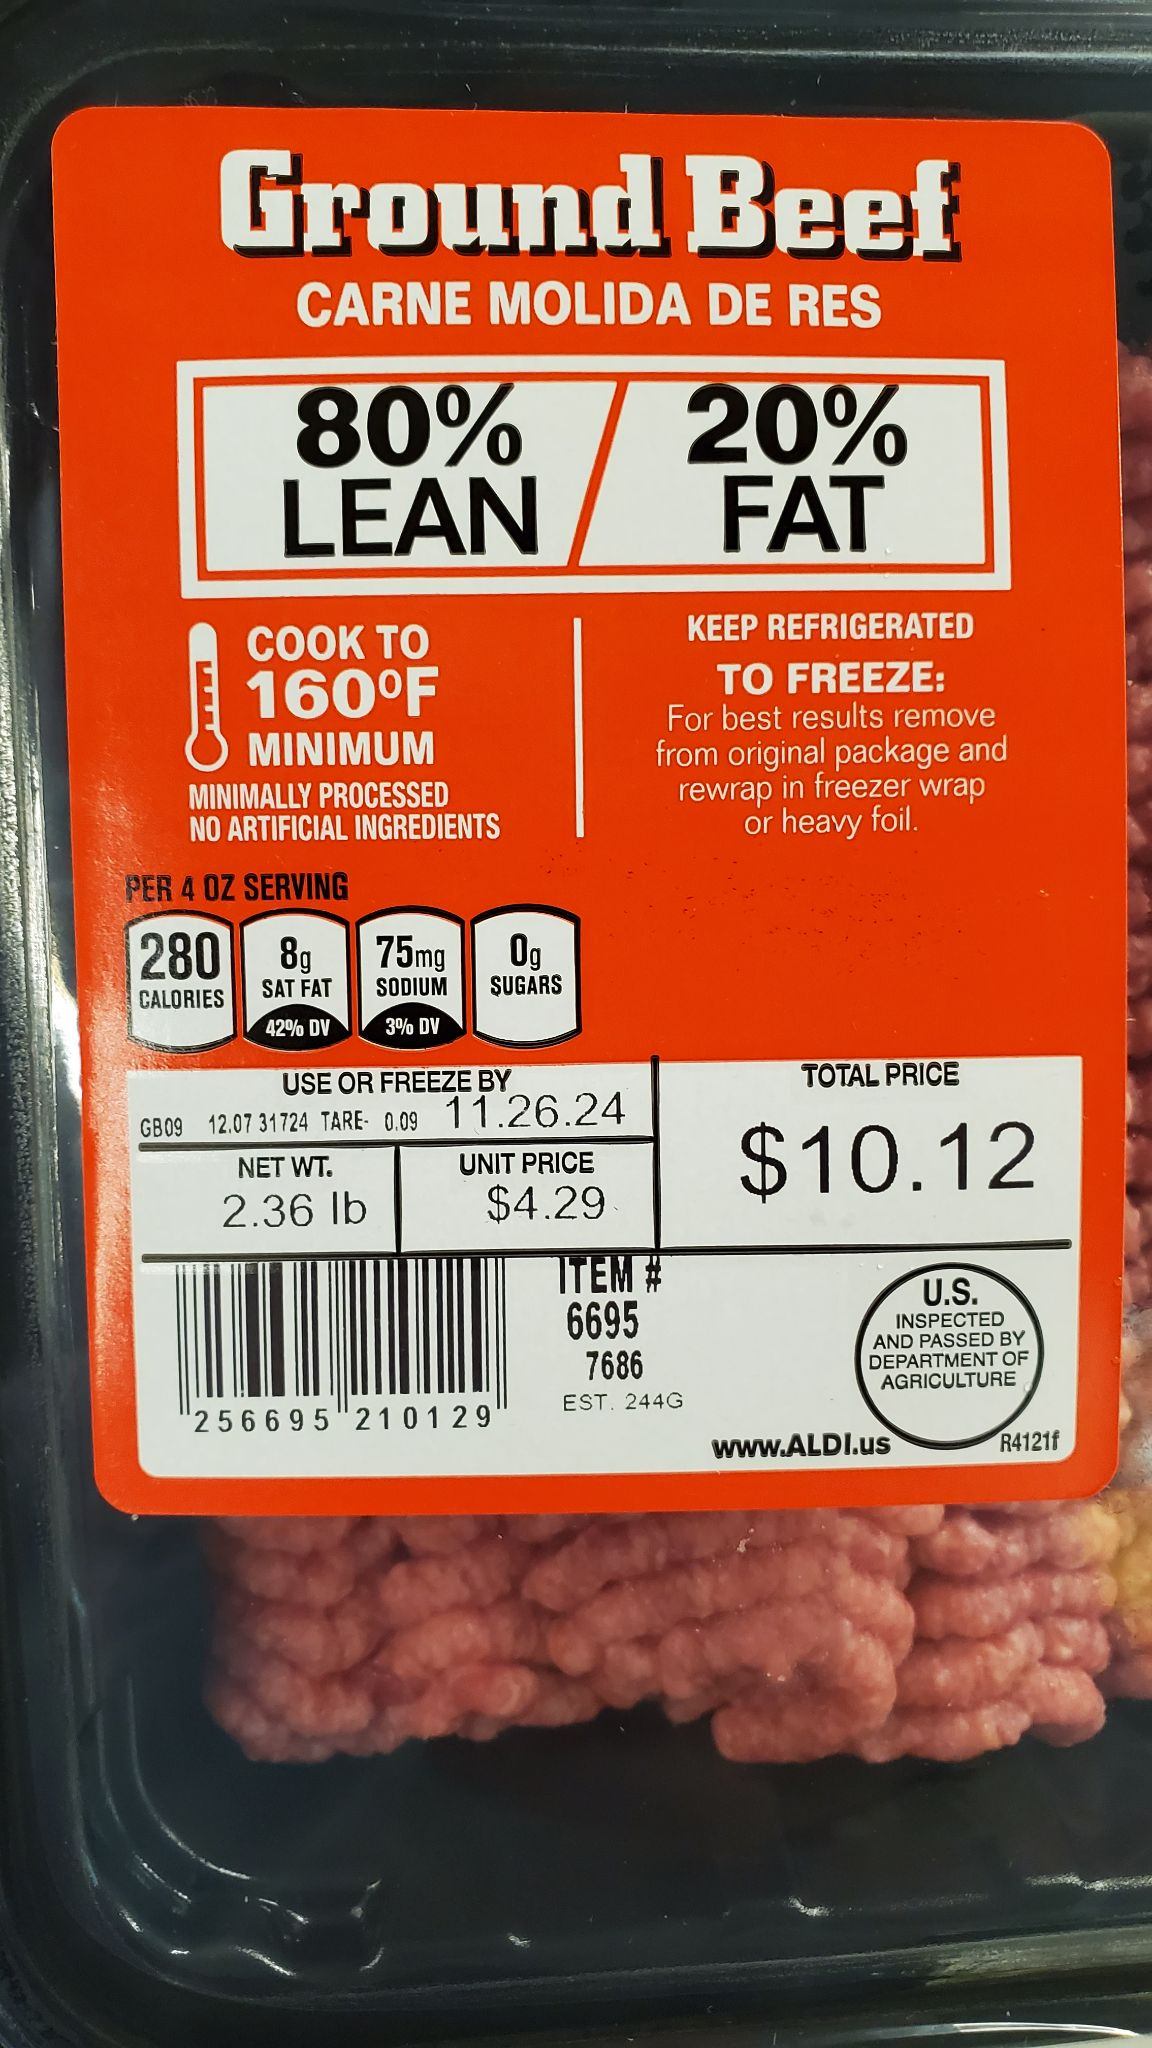 Ground Beef
CARNE MOLIDA DE RES
80% LEAN / 20% FAT
COOK TO
160ºF
MINIMUM
MINIMALLY PROCESSED
NO ARTIFICIAL INGREDIENTS
KEEP REFRIGERATED
TO FREEZE:
For best results remove
from original package and
rewrap in freezer wrap
or heavy foil.
PER 4 OZ SERVING
280
CALORIES
8g
SAT FAT
42% DV
75mg
SODIUM
3% DV
0g
SUGARS
USE OR FREEZE BY
GB09 12.07 31724 TARE- 0.09 11.26.24
NET WT.
2.36 lb
UNIT PRICE
$4.29
TOTAL PRICE
$10.12
256695 210129
ITEM #
6695
7686
EST. 244G
U.S.
INSPECTED
AND PASSED BY
DEPARTMENT OF
AGRICULTURE
www.ALDI.us
R4121f